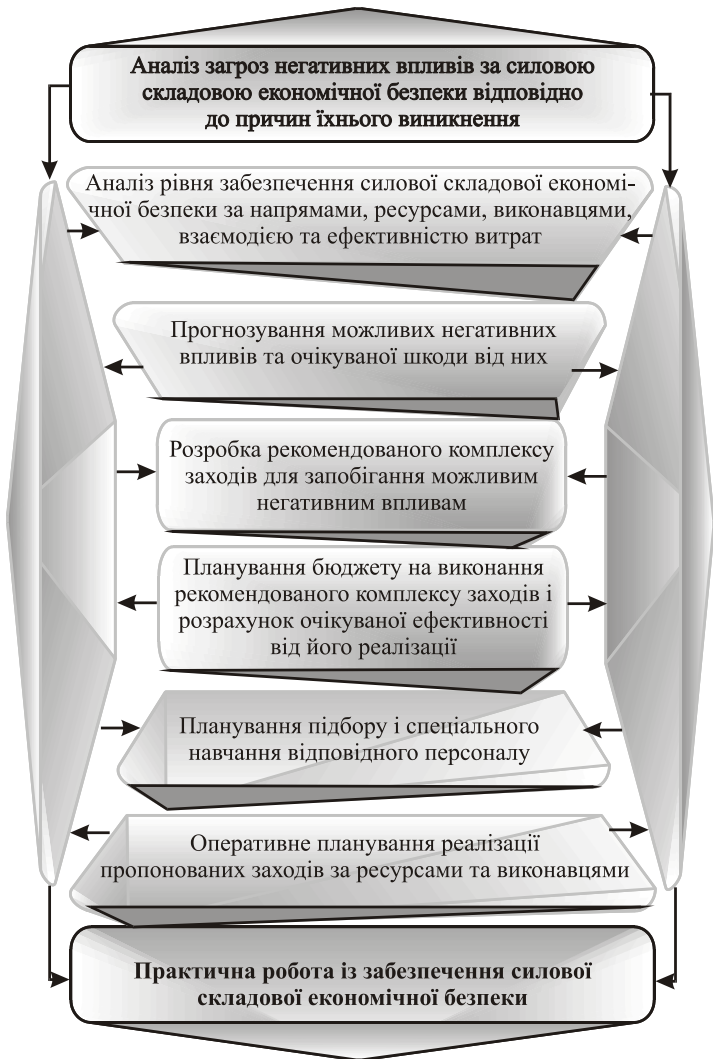 Аналіз загроз негативних впливів за силовою
складовою економічної безпеки відповідно
до причин їхнього виникнення
Аналіз рівня забезпечення силової складової економі-
чної безпеки за напрямами, ресурсами, виконавцями,
взаємодією та ефективністю витрат
Прогнозування можливих негативних
впливів та очікуваної шкоди від них
Розробка рекомендованого комплексу
заходів для запобігання можливим
негативним впливам
Планування бюджету на виконання
рекомендованого комплексу заходів і
розрахунок очікуваної ефективності
від його реалізації
Планування підбору і спеціального
навчання відповідного персоналу
Оперативне планування реалізації
пропонованих заходів за ресурсами та виконавцями
Практична робота із забезпечення силової
складової економічної безпеки